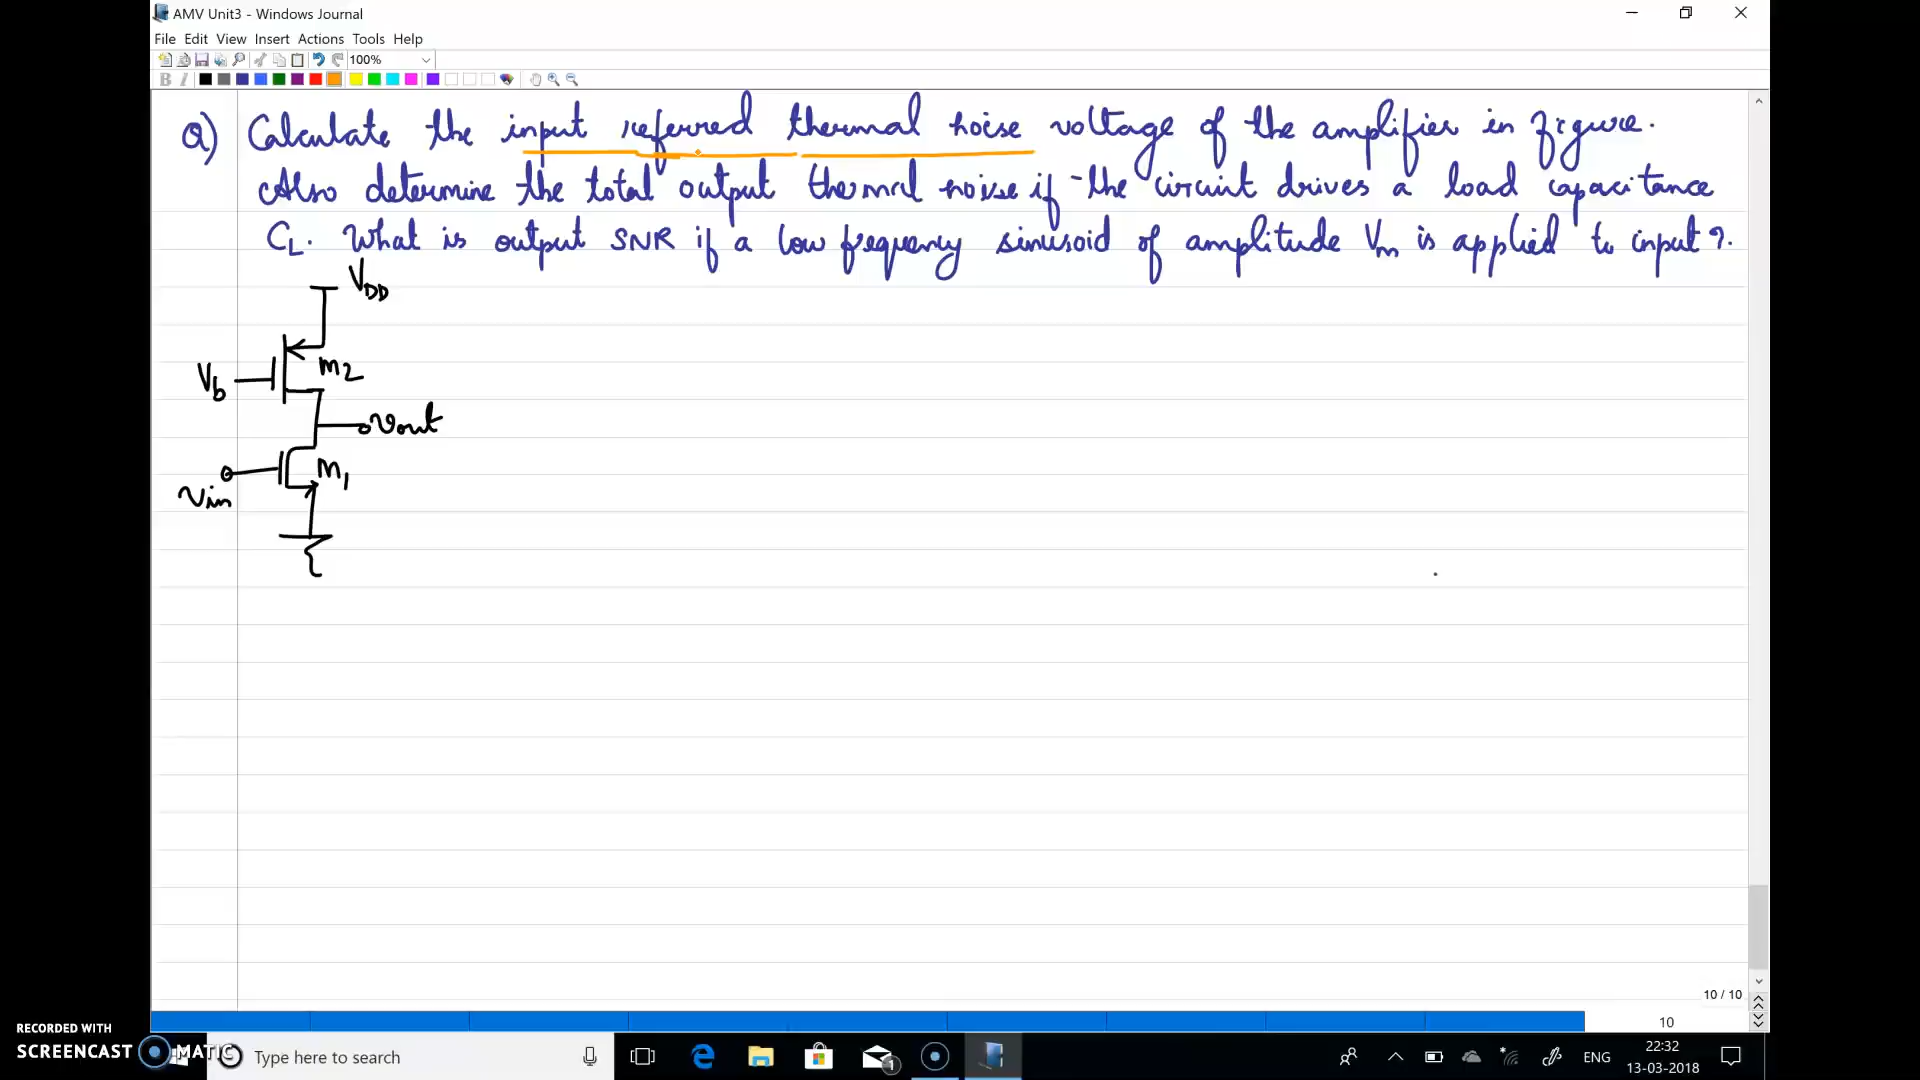 AMV Unit3 - Windows Journal
File Edit View Insert Actions Tools Help
100%
Q) Calculate the input referred thermal noise voltage of the amplifier in figure.
Also determine the total output thermal noise if the circuit drives a load capacitance
CL. What is output SNR if a low frequency sinusoid of amplitude Vm is applied to input ?.
VDD
M2
Vb
Vout
M1
Vin
10 / 10
10
RECORDED WITH
SCREENCAST MATIC
Type here to search
1
ENG
22:32
13-03-2018